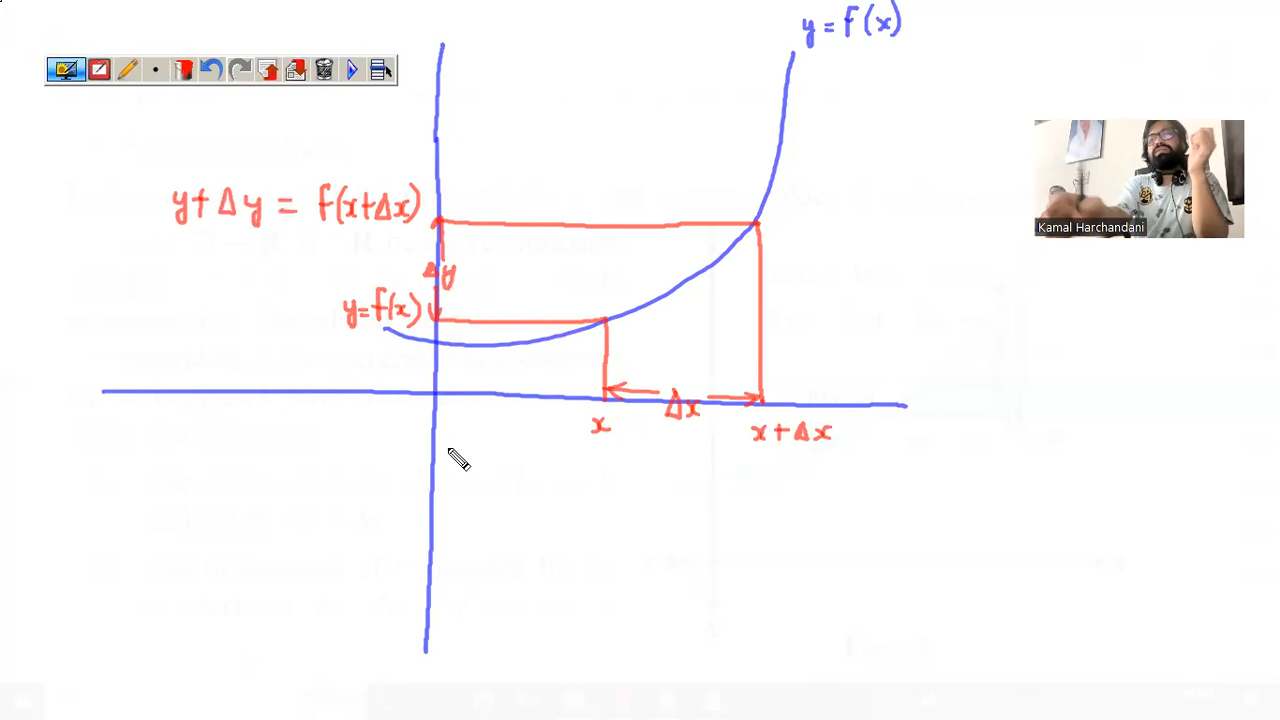 y = f(x)
y+Δy = f(x+Δx)
Δy
y=f(x)
Δx
x
x+Δx
Kamal Harchandani